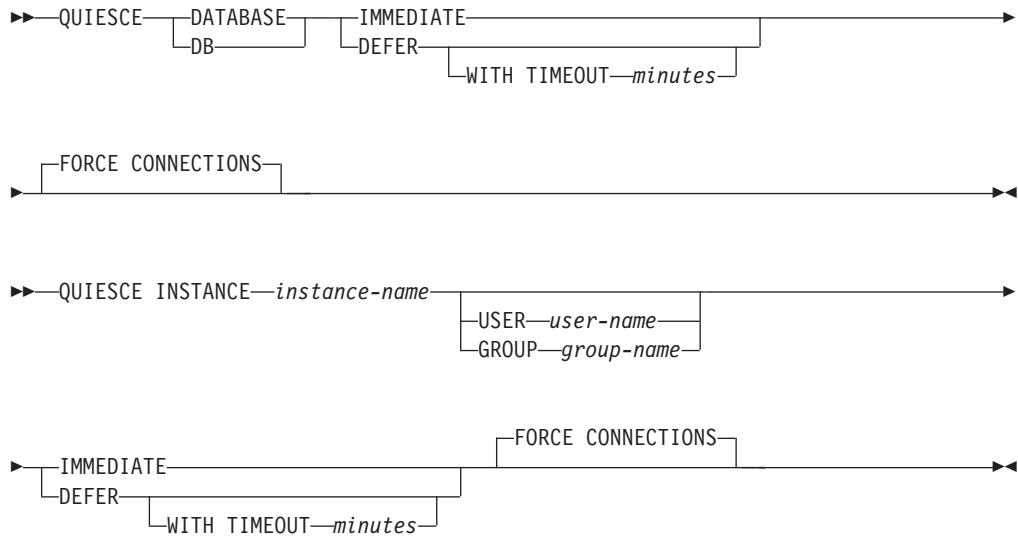 QUIESCE DATABASE IMMEDIATE
DB DEFER
WITH TIMEOUT minutes
FORCE CONNECTIONS
QUIESCE INSTANCE instance-name
USER user-name
GROUP group-name
FORCE CONNECTIONS
IMMEDIATE
DEFER
WITH TIMEOUT minutes